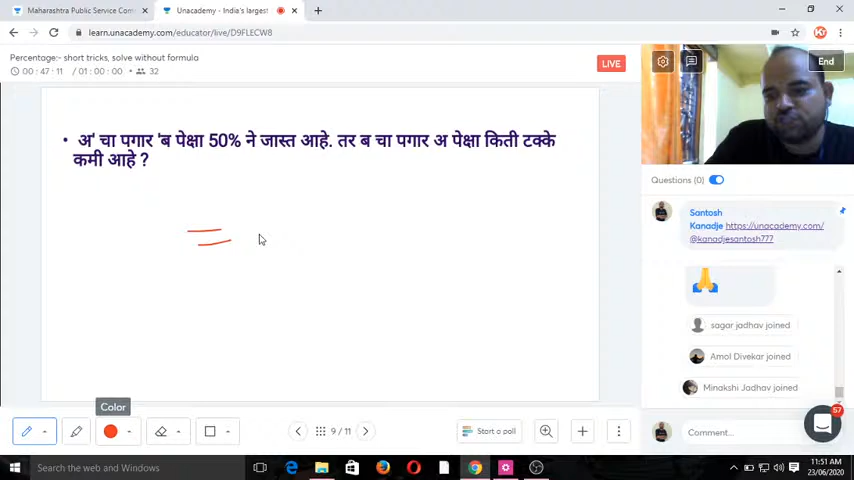 Maharashtra Public Service Com
Unacademy - India's largest
learn.unacademy.com/educator/live/D9FLECW8
Percentage:- short tricks, solve without formula
00 : 47 : 11 / 01 : 00 : 00 • 32
LIVE
End
• अ' चा पगार 'ब पेक्षा 50% ने जास्त आहे. तर ब चा पगार अ पेक्षा किती टक्के
कमी आहे ?
Questions (0)
Santosh
Kanadje https://unacademy.com/
@kanadjesantosh777
sagar jadhav joined
Amol Divekar joined
Minakshi Jadhav joined
Color
9 / 11
Start a poll
57
Comment...
Search the web and Windows
11:51 AM
23/06/2020